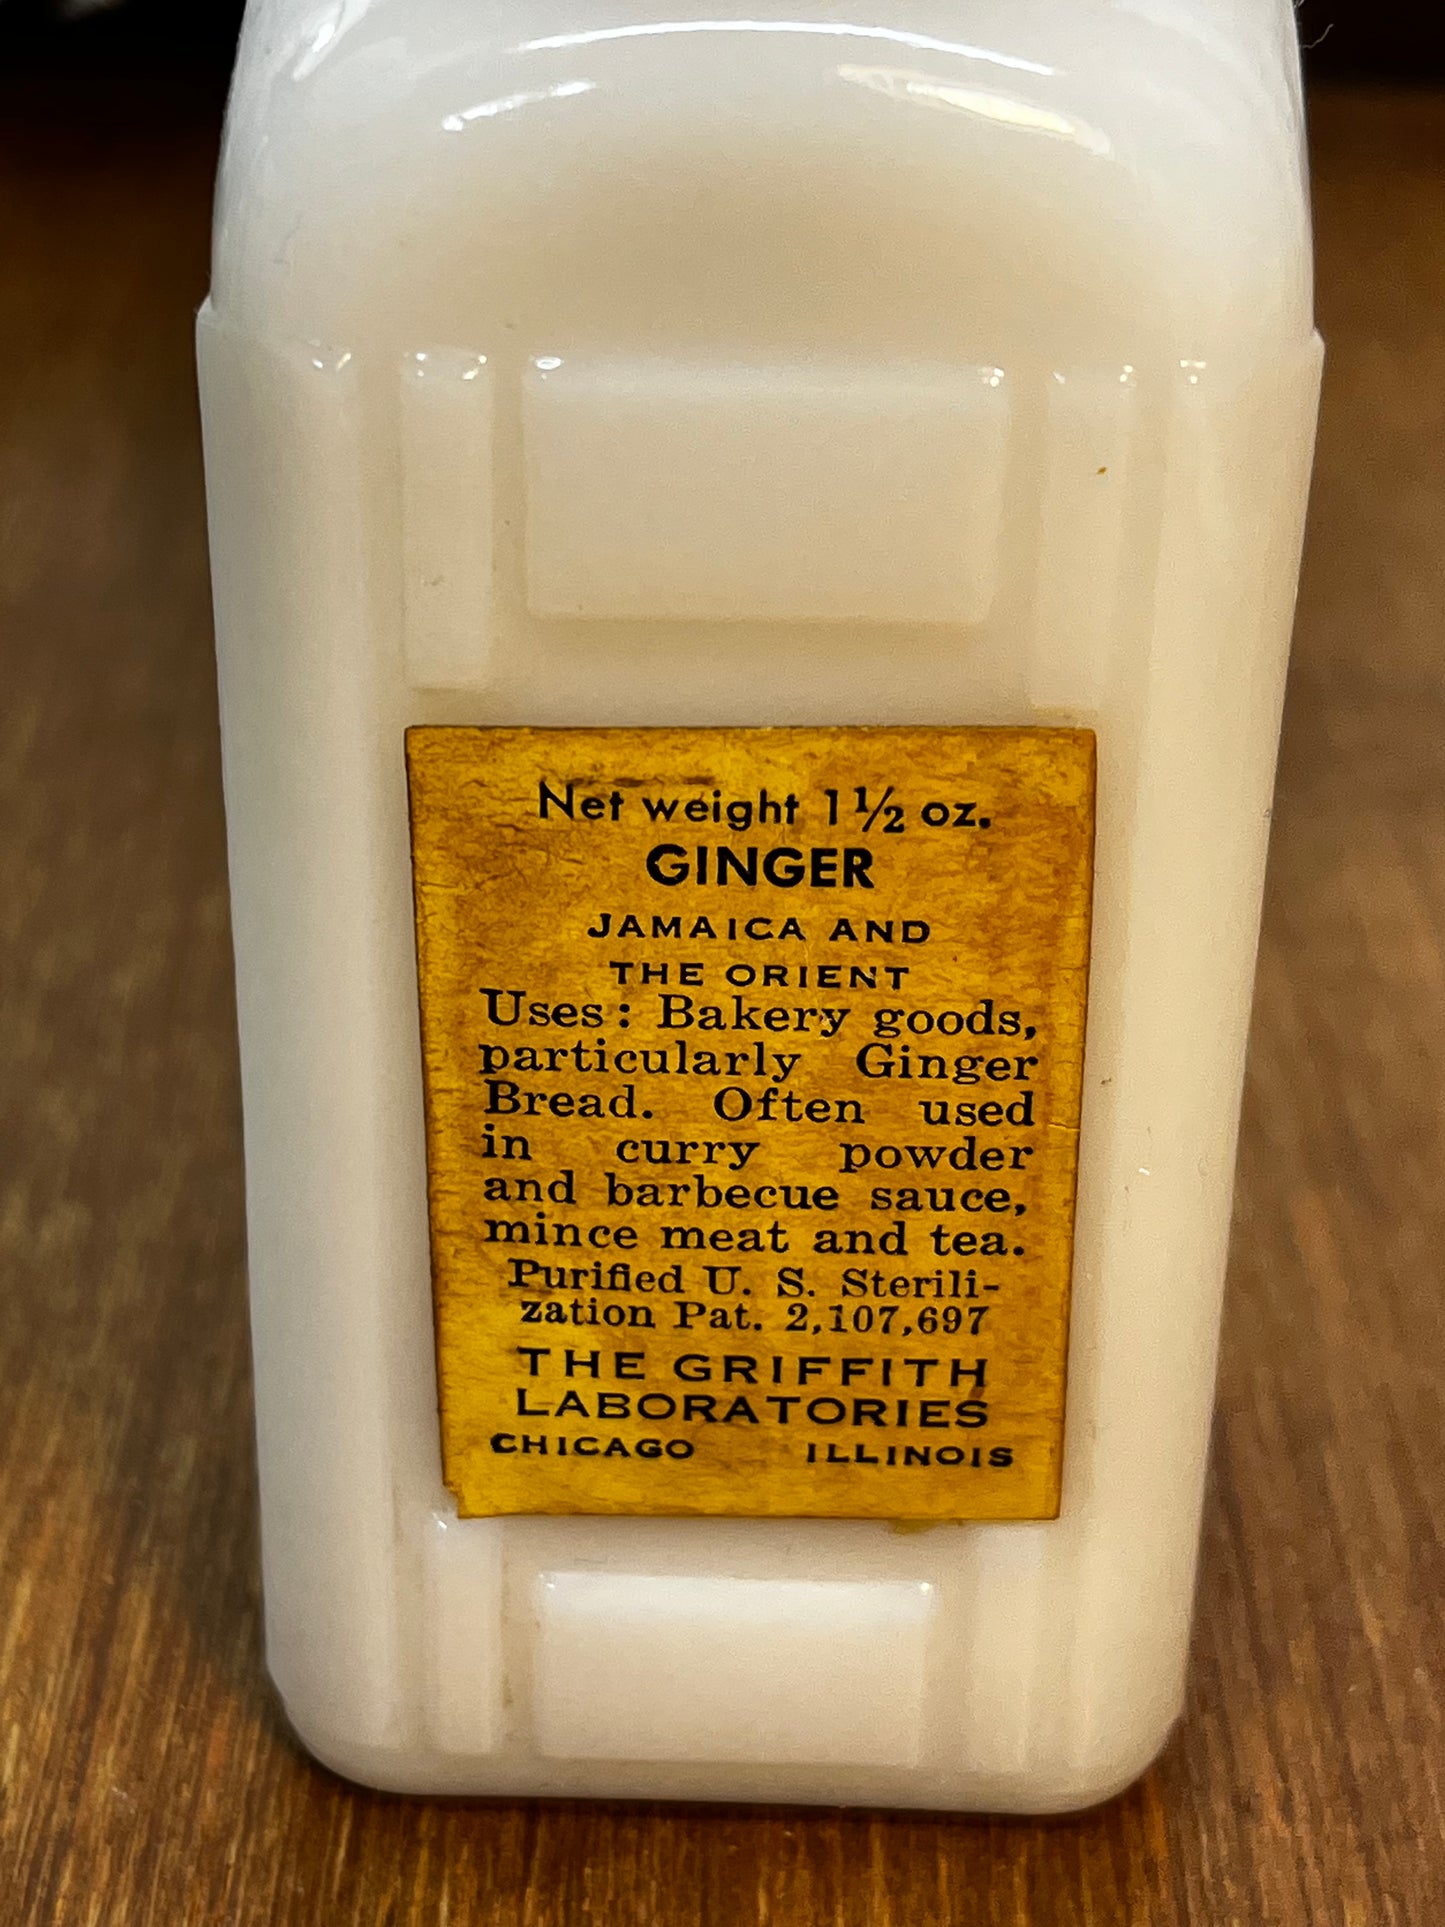 Net weight 1½ oz.
GINGER
JAMAICA AND
THE ORIENT
Uses: Bakery goods,
particularly Ginger
Bread. Often used
in curry powder
and barbecue sauce,
mince meat and tea.
Purified U. S. Sterili-
zation Pat. 2,107,697
THE GRIFFITH
LABORATORIES
CHICAGO ILLINOIS